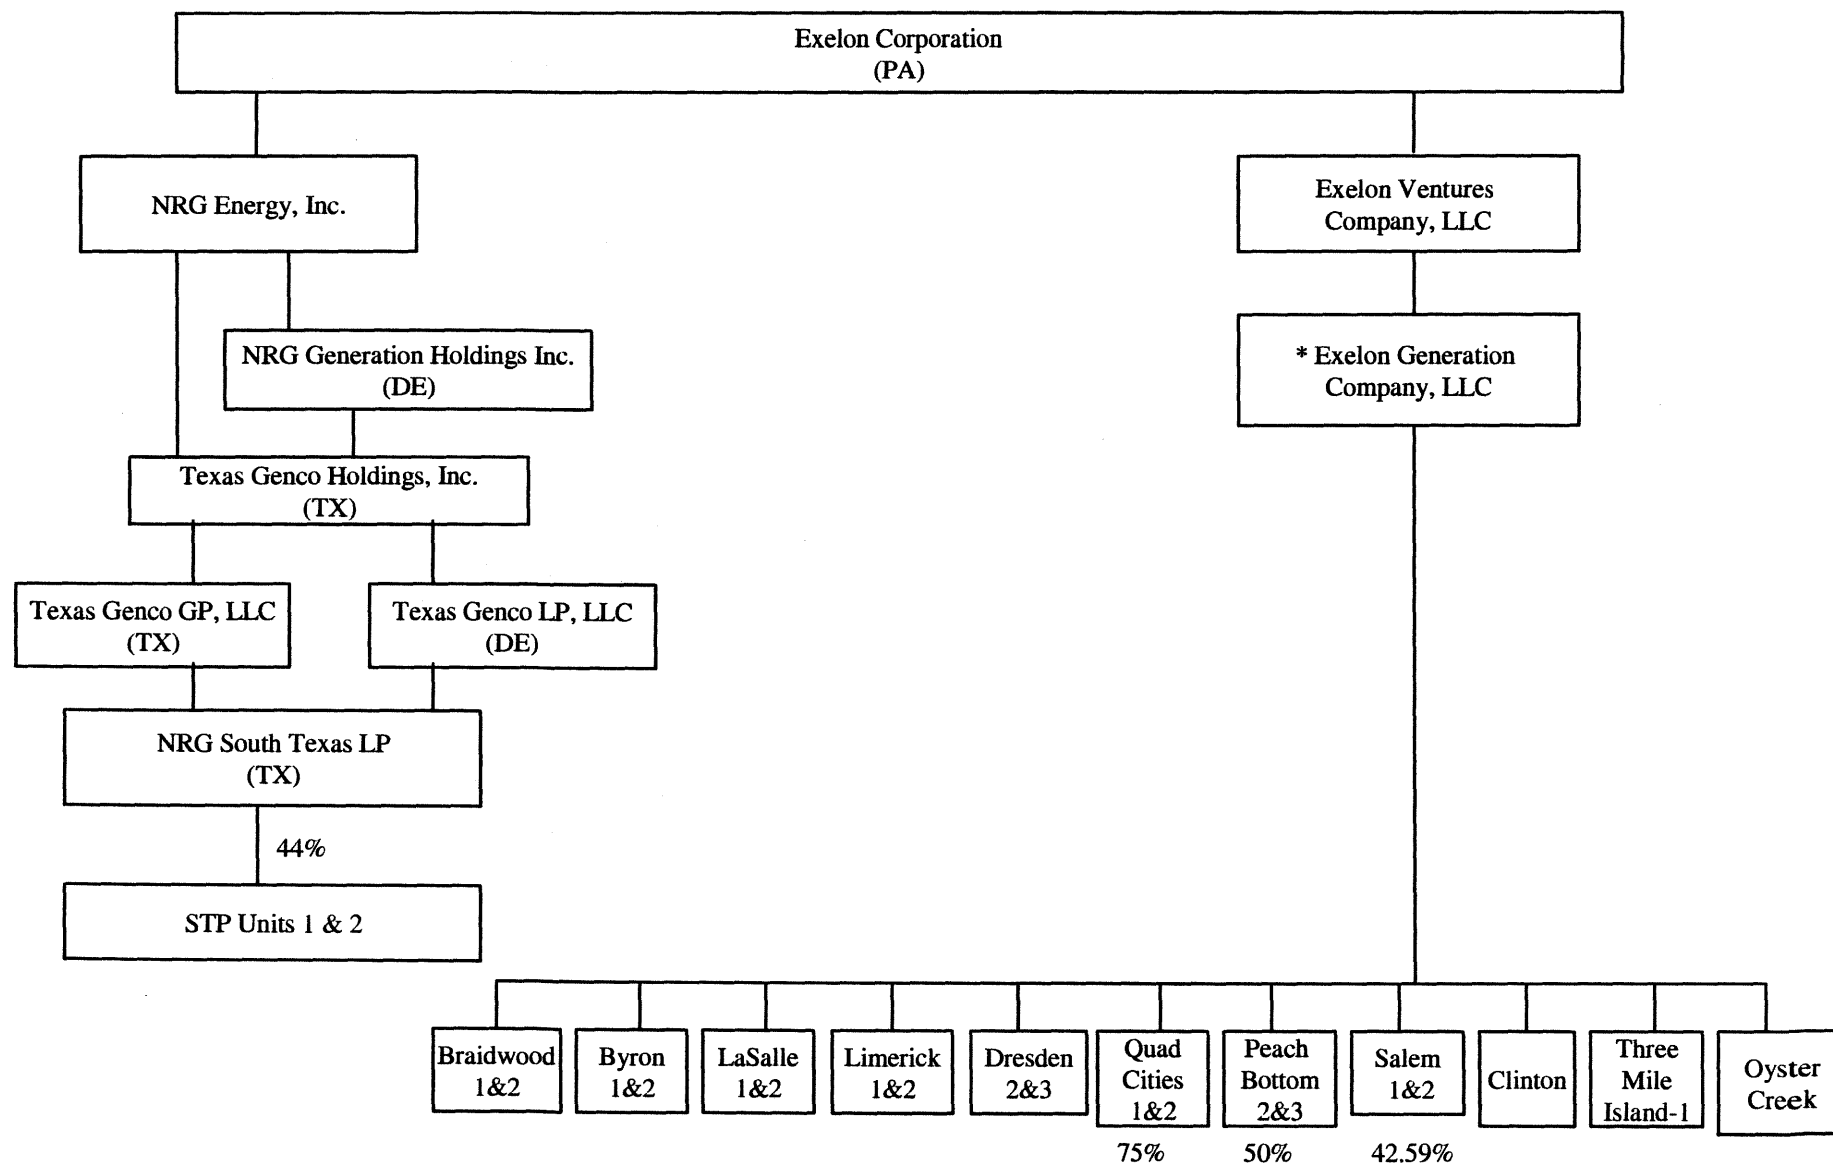 Exelon Corporation
(PA)
NRG Energy, Inc.
Exelon Ventures
Company, LLC
NRG Generation Holdings Inc.
(DE)
* Exelon Generation
Company, LLC
Texas Genco Holdings, Inc.
(TX)
Texas Genco GP, LLC
(TX)
Texas Genco LP, LLC
(DE)
NRG South Texas LP
(TX)
44%
STP Units 1 & 2
Braidwood
1&2
Byron
1&2
LaSalle
1&2
Limerick
1&2
Dresden
2&3
Quad
Cities
1&2
75%
Peach
Bottom
2&3
50%
Salem
1&2
42.59%
Clinton
Three
Mile
Island-1
Oyster
Creek